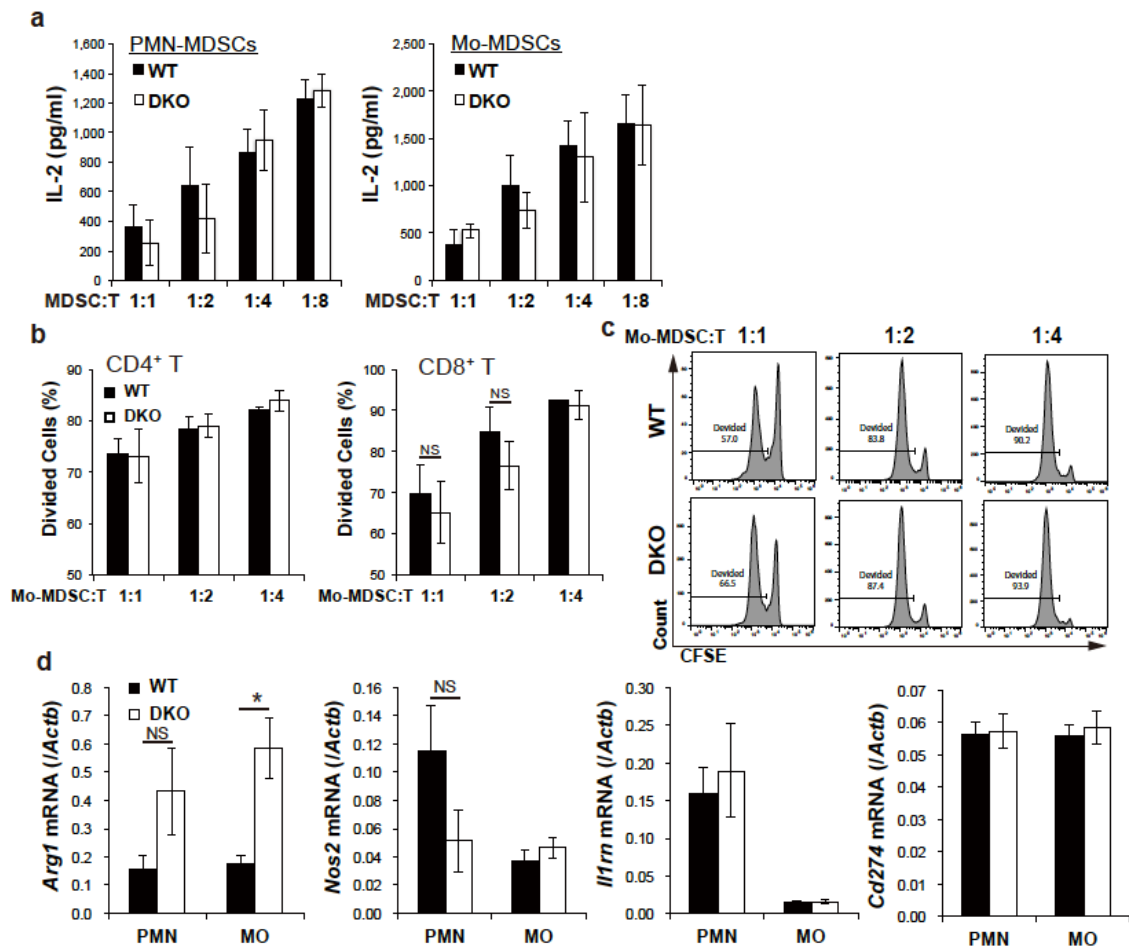 a
PMN-MDSCs
WT
DKO
IL-2 (pg/ml)
1,600
1,400
1,200
1,000
800
600
400
200
0
MDSC:T 1:1 1:2 1:4 1:8
Mo-MDSCs
WT
DKO
IL-2 (pg/ml)
2,500
2,000
1,500
1,000
500
0
MDSC:T 1:1 1:2 1:4 1:8
b
CD4+ T
WT
DKO
Divided Cells (%)
90
80
70
60
50
Mo-MDSC:T 1:1 1:2 1:4
CD8+ T
NS
NS
Divided Cells (%)
100
90
80
70
60
50
Mo-MDSC:T 1:1 1:2 1:4
c
Mo-MDSC:T 1:1 1:2 1:4
WT
Devided
57.0
Devided
83.8
Devided
90.2
DKO
Devided
66.5
Devided
87.4
Devided
93.9
Count
CFSE
d
WT
DKO
NS
*
Arg1 mRNA (/Actb)
0.8
0.7
0.6
0.5
0.4
0.3
0.2
0.1
0.0
PMN MO
NS
Nos2 mRNA (/Actb)
0.16
0.14
0.12
0.10
0.08
0.06
0.04
0.02
0.00
PMN MO
Il1rn mRNA (/Actb)
0.30
0.25
0.20
0.15
0.10
0.05
0.00
PMN MO
Cd274 mRNA (/Actb)
0.07
0.06
0.05
0.04
0.03
0.02
0.01
0.00
PMN MO